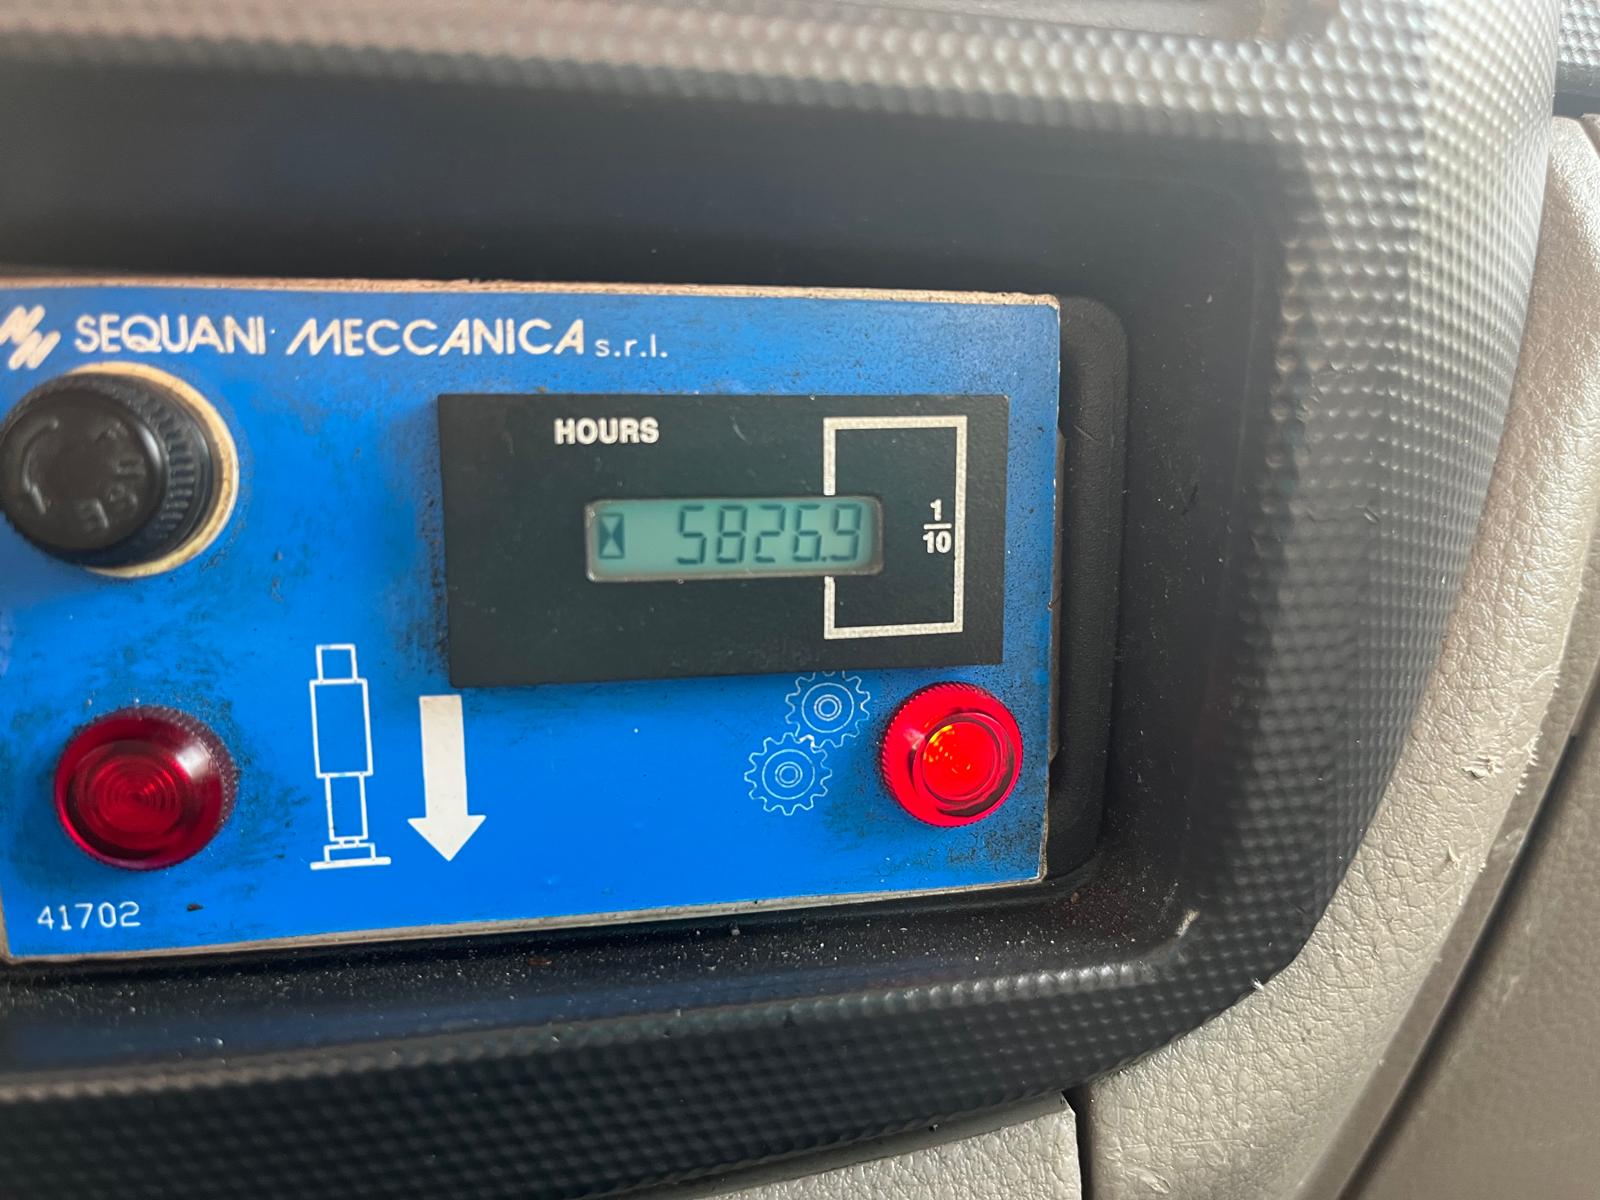 SEQUANI MECCANICA s.r.l.
HOURS
5826.9
1
10
41702